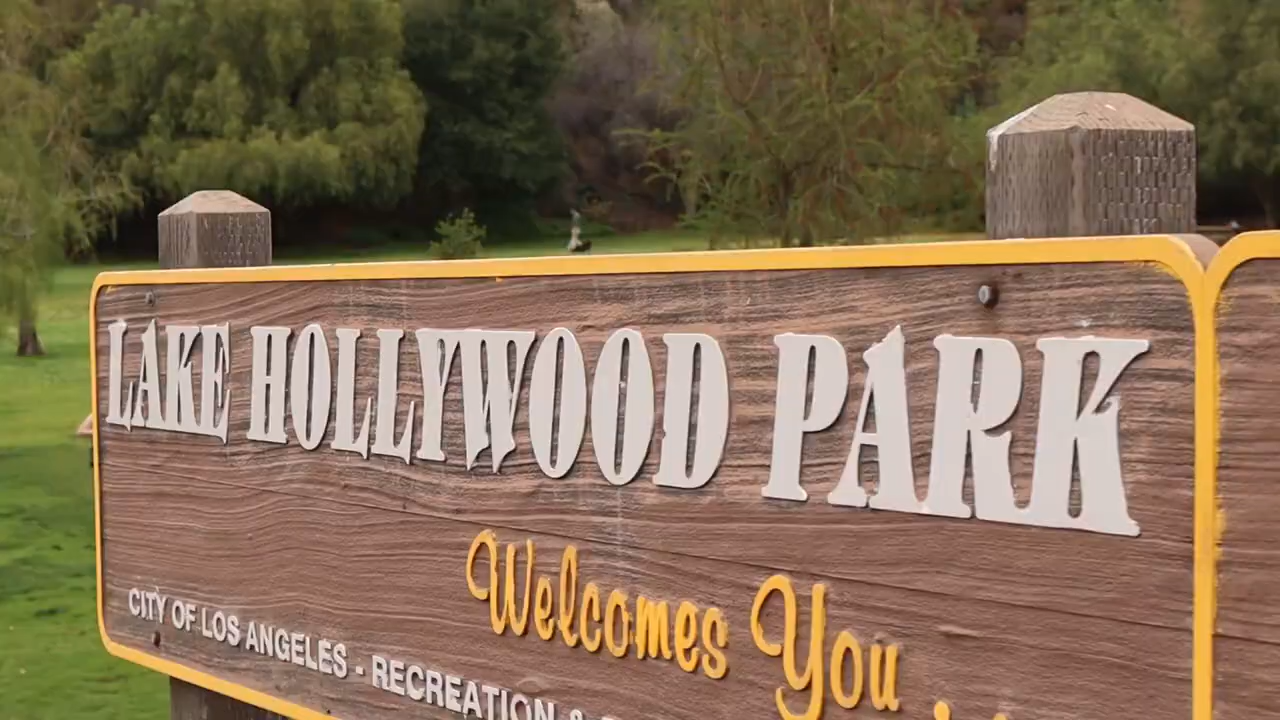 LAKE HOLLYWOOD PARK
Welcomes You
CITY OF LOS ANGELES - RECREATION &